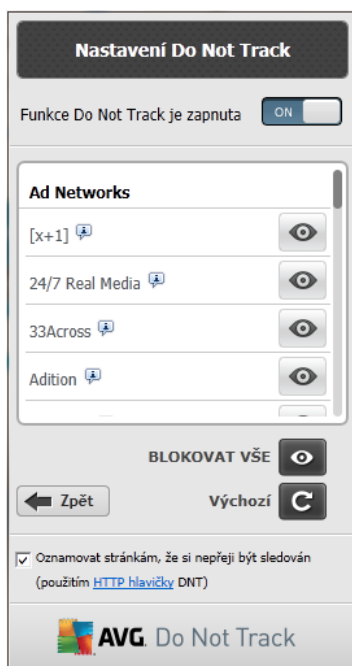 Nastavení Do Not Track
Funkce Do Not Track je zapnuta ON
Ad Networks
[x+1]
24/7 Real Media
33Across
Adition
BLOKOVAT VŠE
Zpět Výchozí
Oznamovat stránkám, že si nepřeji být sledován
(použitím HTTP hlavičky DNT)
AVG. Do Not Track